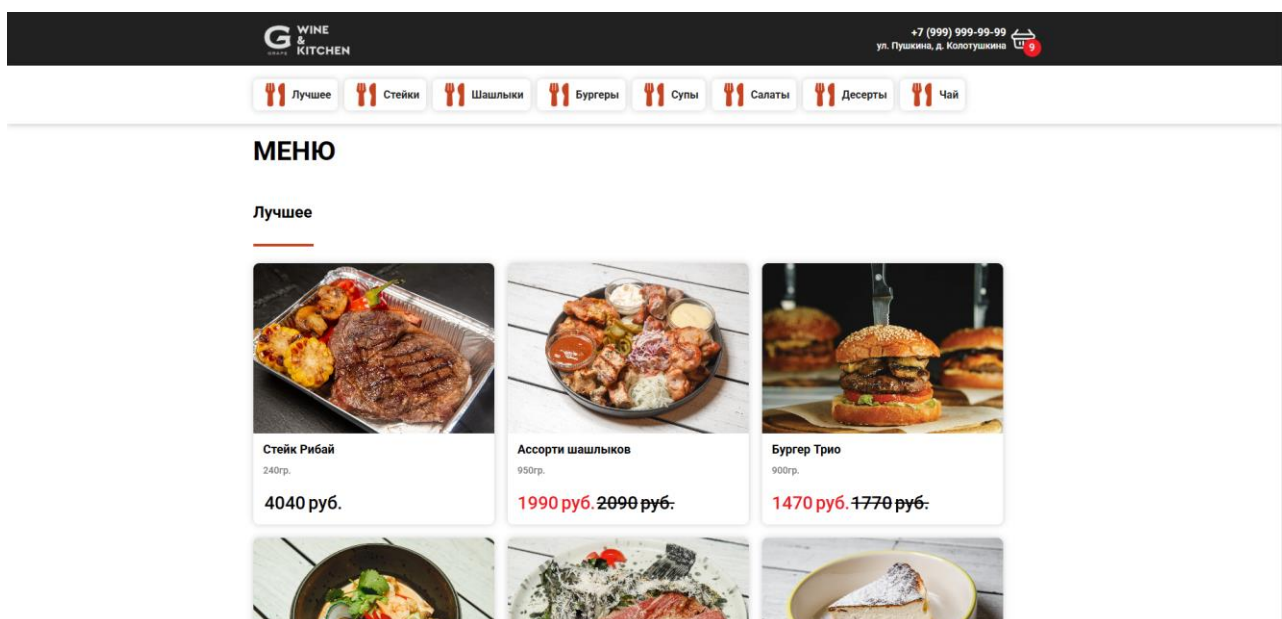 WINE
&
KITCHEN
G
GRAPE
+7 (999) 999-99-99
ул. Пушкина, д. Колотушкина
9
Лучшее Стейки Шашлыки Бургеры Супы Салаты Десерты Чай
МЕНЮ
Лучшее
Стейк Рибай
240гр.
4040 руб.
Ассорти шашлыков
950гр.
1990 руб. 2090 руб.
Бургер Трио
900гр.
1470 руб. 1770 руб.